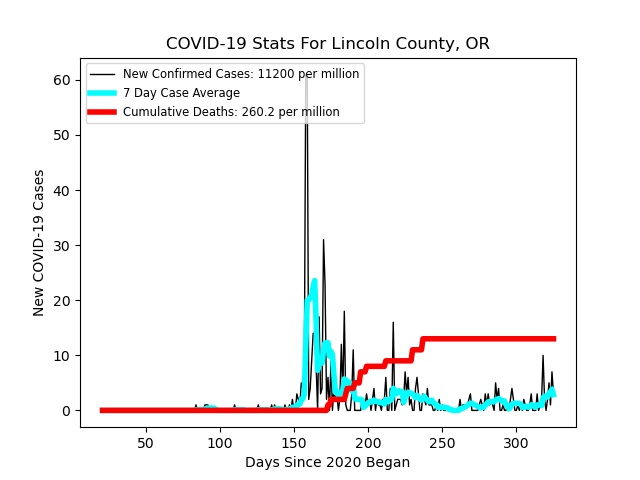 COVID-19 Stats For Lincoln County, OR
New Confirmed Cases: 11200 per million
7 Day Case Average
Cumulative Deaths: 260.2 per million
New COVID-19 Cases
60
50
40
30
20
10
0
50 100 150 200 250 300
Days Since 2020 Began